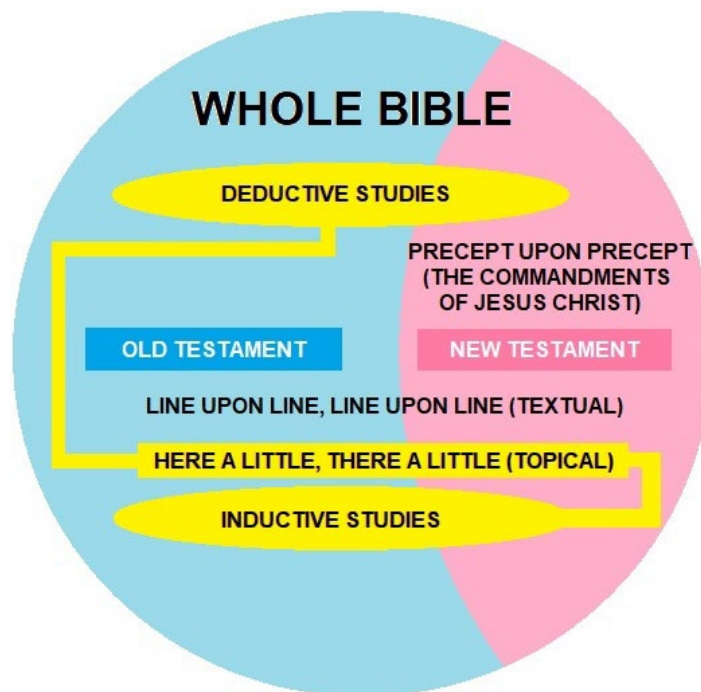 WHOLE BIBLE
DEDUCTIVE STUDIES
PRECEPT UPON PRECEPT
(THE COMMANDMENTS
OF JESUS CHRIST)
OLD TESTAMENT
NEW TESTAMENT
LINE UPON LINE, LINE UPON LINE (TEXTUAL)
HERE A LITTLE, THERE A LITTLE (TOPICAL)
INDUCTIVE STUDIES